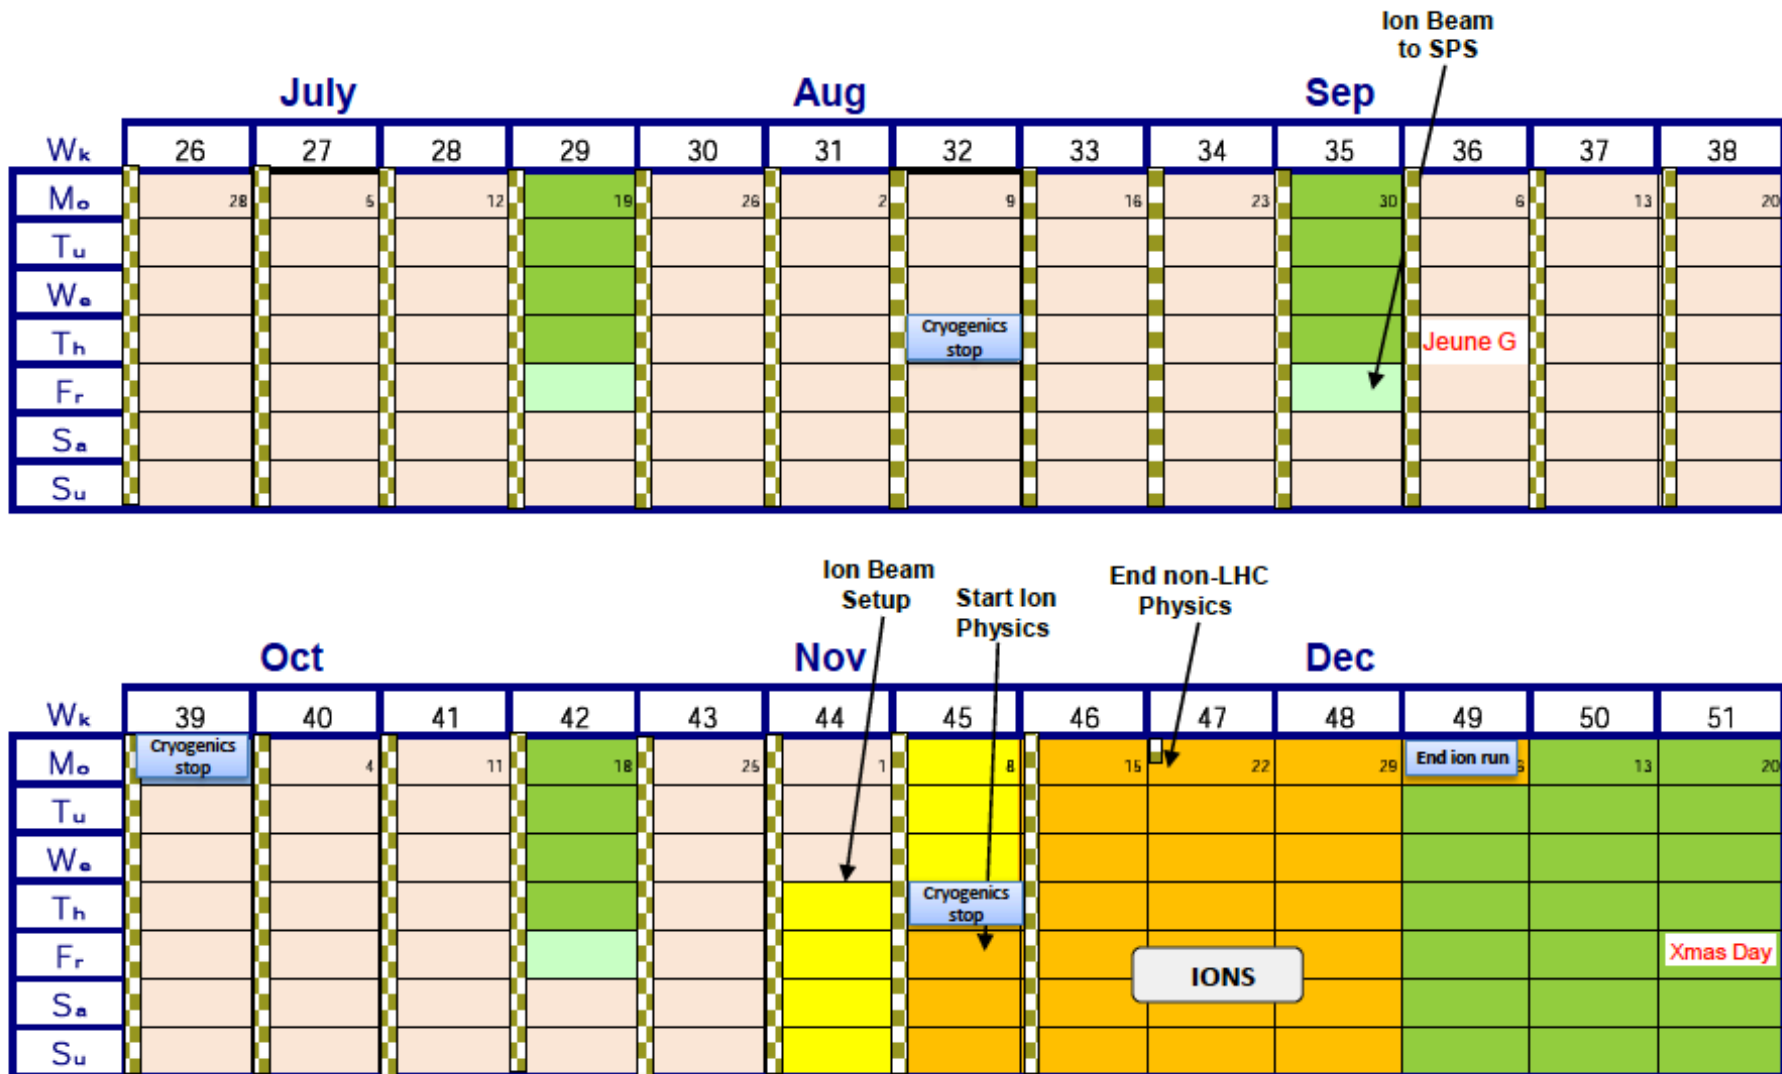 Ion Beam
to SPS
July Aug Sep
Wk 26 27 28 29 30 31 32 33 34 35 36 37 38
Mo 28 5 12 19 26 2 9 16 23 30 6 13 20
Tu
We
Th Cryogenics stop Jeune G
Fr
Sa
Su
Ion Beam
Setup
Start Ion
Physics
End non-LHC
Physics
Oct Nov Dec
Wk 39 40 41 42 43 44 45 46 47 48 49 50 51
Mo Cryogenics stop 4 11 18 25 1 8 15 22 29 End ion run 6 13 20
Tu
We
Th Cryogenics stop
Fr IONS Xmas Day
Sa
Su